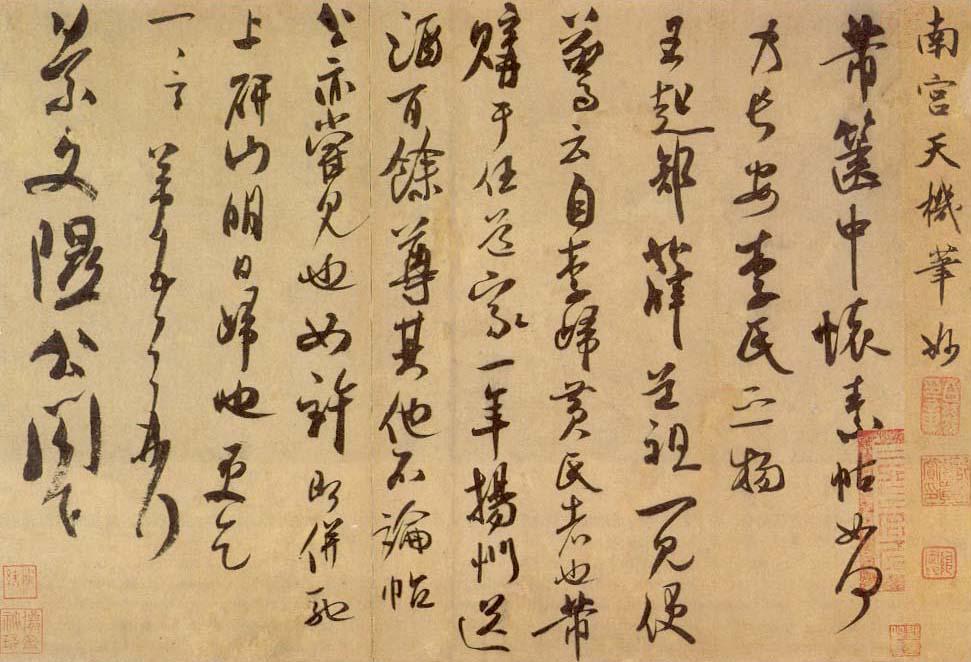 南宮天機筆妙
芾篋中懷素帖如何
乃長安李氏之物
王起部薛道祖一見便
驚云自李歸黃氏者也芾
購于任道家一年揚州送
酒百餘尊其他不論帖
公亦嘗見也如許即併馳
上研山明日歸也更乞
一言芾頓首再拜
景文隰公閣下